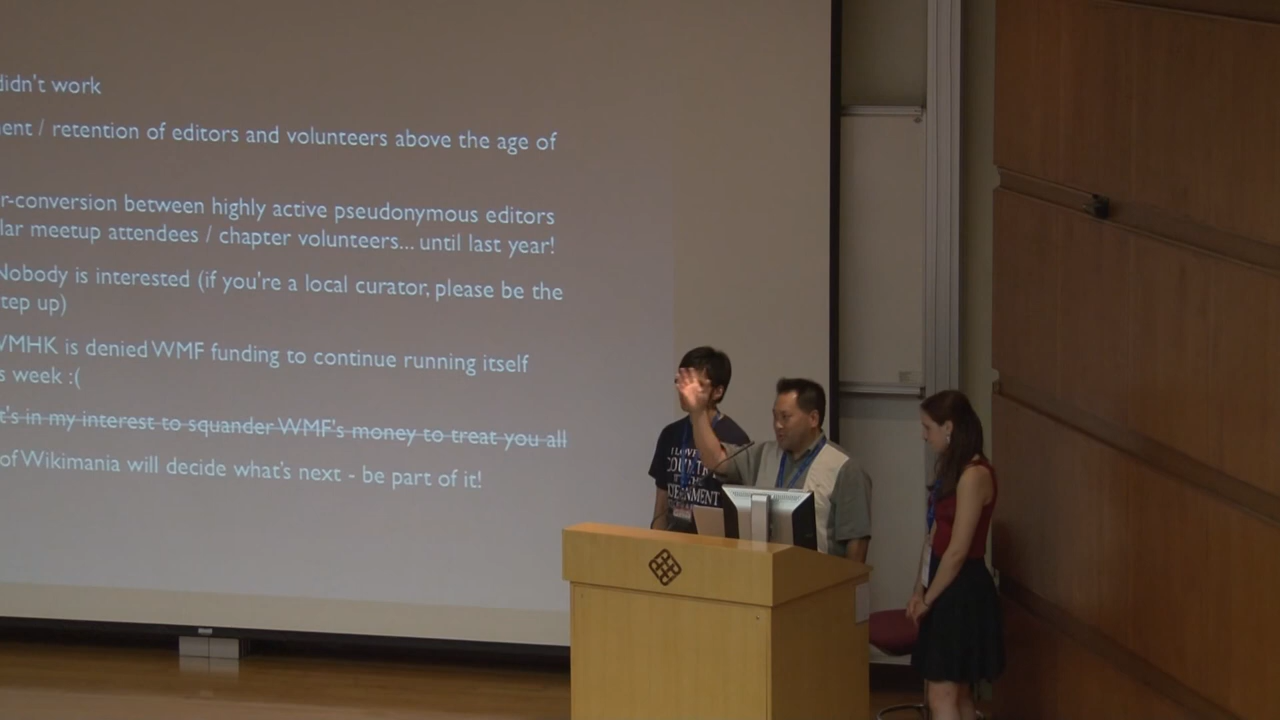 didn't work
ent / retention of editors and volunteers above the age of
r-conversion between highly active pseudonymous editors
lar meetup attendees / chapter volunteers... until last year!
Nobody is interested (if you're a local curator, please be the
tep up)
WMHK is denied WMF funding to continue running itself
s week :(
t's in my interest to squander WMF's money to treat you all
of Wikimania will decide what's next - be part of it!
I LOVE
COUNTRY